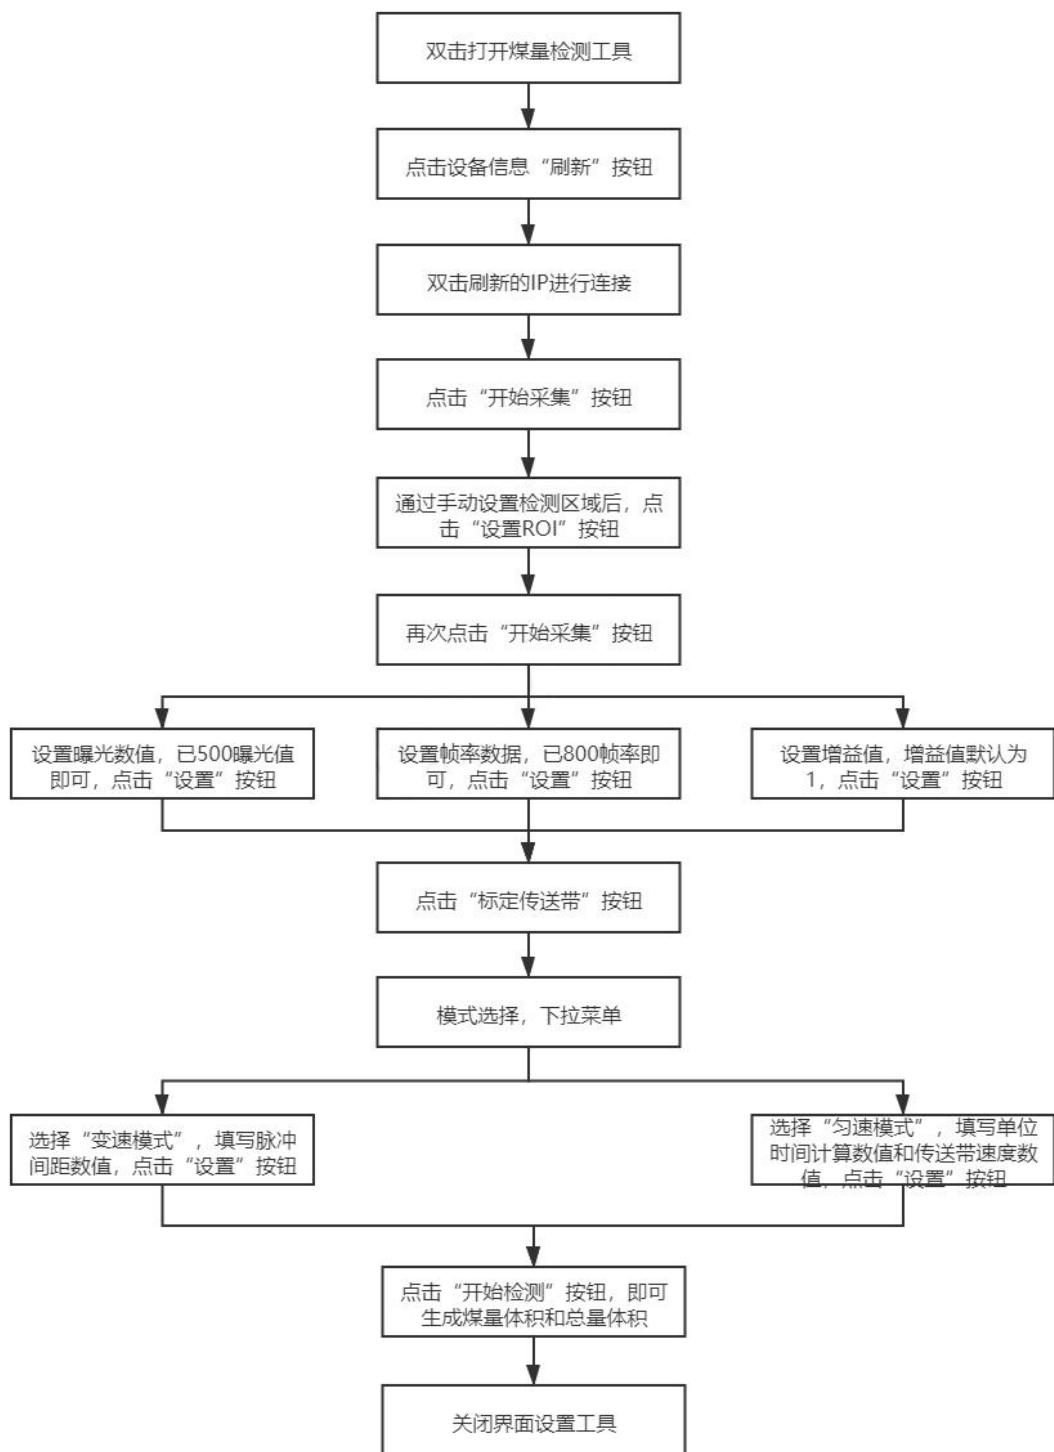 双击打开煤量检测工具
点击设备信息“刷新”按钮
双击刷新的IP进行连接
点击“开始采集”按钮
通过手动设置检测区域后，点
击“设置ROI”按钮
再次点击“开始采集”按钮
设置曝光数值，已500曝光值
即可，点击“设置”按钮
设置帧率数据，已800帧率即
可，点击“设置”按钮
设置增益值，增益值默认为
1，点击“设置”按钮
点击“标定传送带”按钮
模式选择，下拉菜单
选择“变速模式”，填写脉冲
间距数值，点击“设置”按钮
选择“匀速模式”，填写单位
时间计算数值和传送带速度数
值，点击“设置”按钮
点击“开始检测”按钮，即可
生成煤量体积和总量体积
关闭界面设置工具